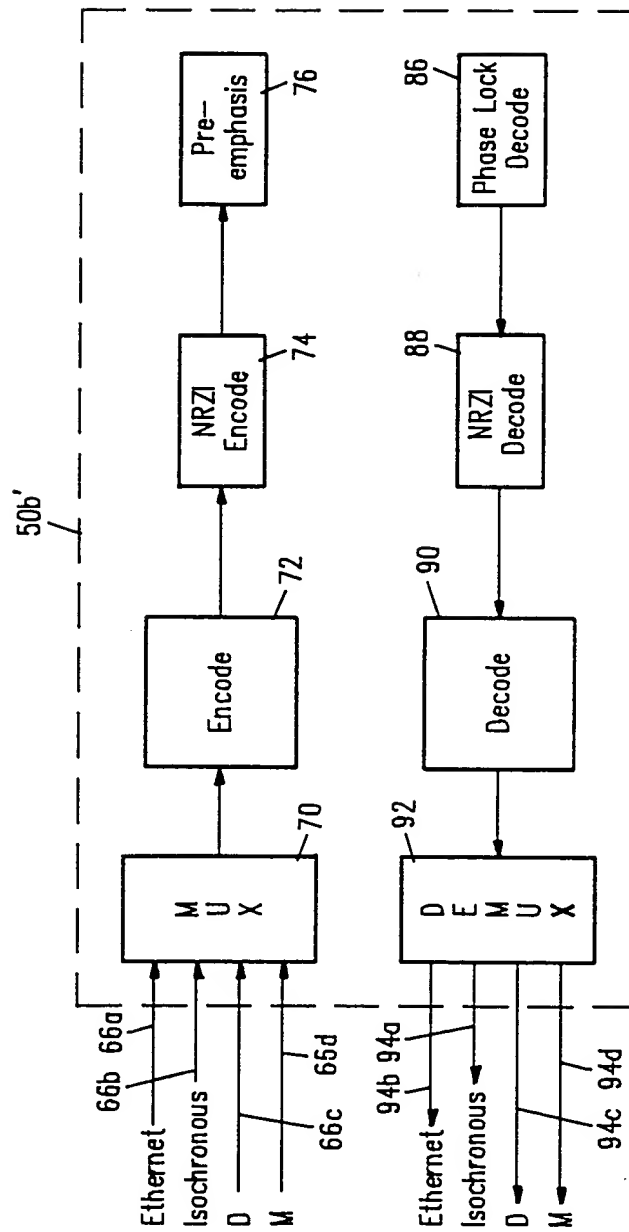 50b'
Ethernet
66a
66b
Isochronous
D
66c
M
66d
M
U
X
70
Encode
72
NRZI
Encode
74
Pre-
emphasis
76
94b
Ethernet
94a
Isochronous
D
94c
M
94d
D
E
M
U
X
92
Decode
90
NRZI
Decode
88
Phase Lock
Decode
86